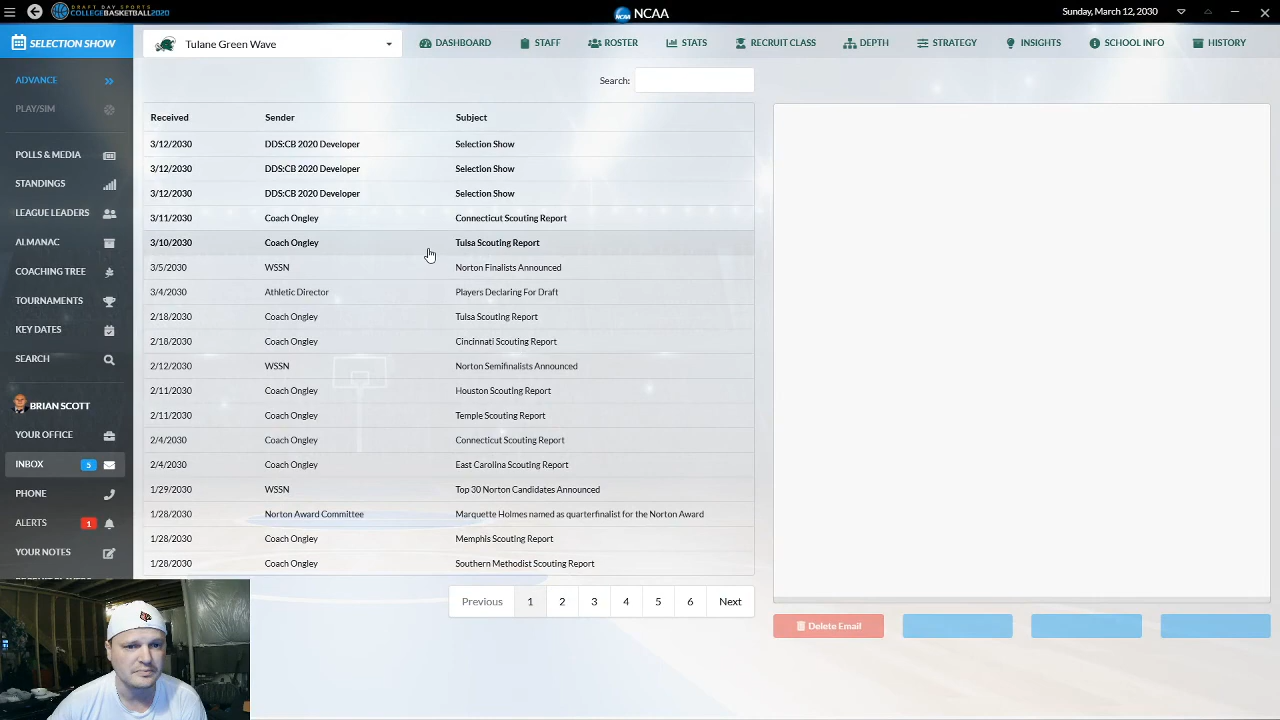 DRAFT DAY SPORTS
COLLEGE BASKETBALL 2020
NCAA
Sunday, March 12, 2030
SELECTION SHOW
Tulane Green Wave
DASHBOARD
STAFF
ROSTER
STATS
RECRUIT CLASS
DEPTH
STRATEGY
INSIGHTS
SCHOOL INFO
HISTORY
ADVANCE
PLAY/SIM
POLLS & MEDIA
STANDINGS
LEAGUE LEADERS
ALMANAC
COACHING TREE
TOURNAMENTS
KEY DATES
SEARCH
BRIAN SCOTT
YOUR OFFICE
INBOX 5
PHONE
ALERTS 1
YOUR NOTES
Search:
Received Sender Subject
3/12/2030 DDS:CB 2020 Developer Selection Show
3/12/2030 DDS:CB 2020 Developer Selection Show
3/12/2030 DDS:CB 2020 Developer Selection Show
3/11/2030 Coach Ongley Connecticut Scouting Report
3/10/2030 Coach Ongley Tulsa Scouting Report
3/5/2030 WSSN Norton Finalists Announced
3/4/2030 Athletic Director Players Declaring For Draft
2/18/2030 Coach Ongley Tulsa Scouting Report
2/18/2030 Coach Ongley Cincinnati Scouting Report
2/12/2030 WSSN Norton Semifinalists Announced
2/11/2030 Coach Ongley Houston Scouting Report
2/11/2030 Coach Ongley Temple Scouting Report
2/4/2030 Coach Ongley Connecticut Scouting Report
2/4/2030 Coach Ongley East Carolina Scouting Report
1/29/2030 WSSN Top 30 Norton Candidates Announced
1/28/2030 Norton Award Committee Marquette Holmes named as quarterfinalist for the Norton Award
1/28/2030 Coach Ongley Memphis Scouting Report
1/28/2030 Coach Ongley Southern Methodist Scouting Report
Previous 1 2 3 4 5 6 Next
Delete Email